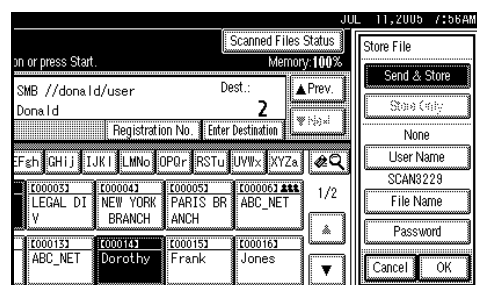 JUL 11,2005 7:56AM
Scanned Files Status
Store File
on or press Start.
Memory:100%
Send & Store
SMB //donald/user
Dest.:
▲Prev.
Donald
2
Store Only
▼Next
Registration No.
Enter Destination
None
User Name
EFgh GHij IJKl LMNo OPQr RSTu UVWx XYZa
SCAN3229
File Name
[00003] [00004] [00005] [00006]
LEGAL DI NEW YORK PARIS BR ABC_NET
V BRANCH ANCH
1/2
Password
[00013] [00014] [00015] [00016]
ABC_NET Dorothy Frank Jones
Cancel OK